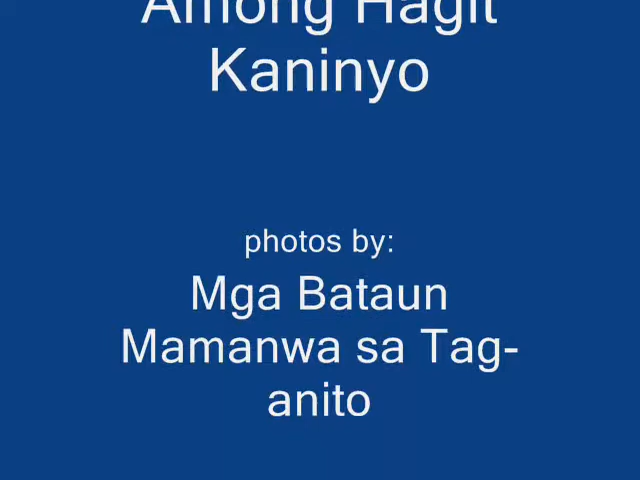 Among Hagit
Kaninyo
photos by:
Mga Bataun
Mamanwa sa Tag-
anito